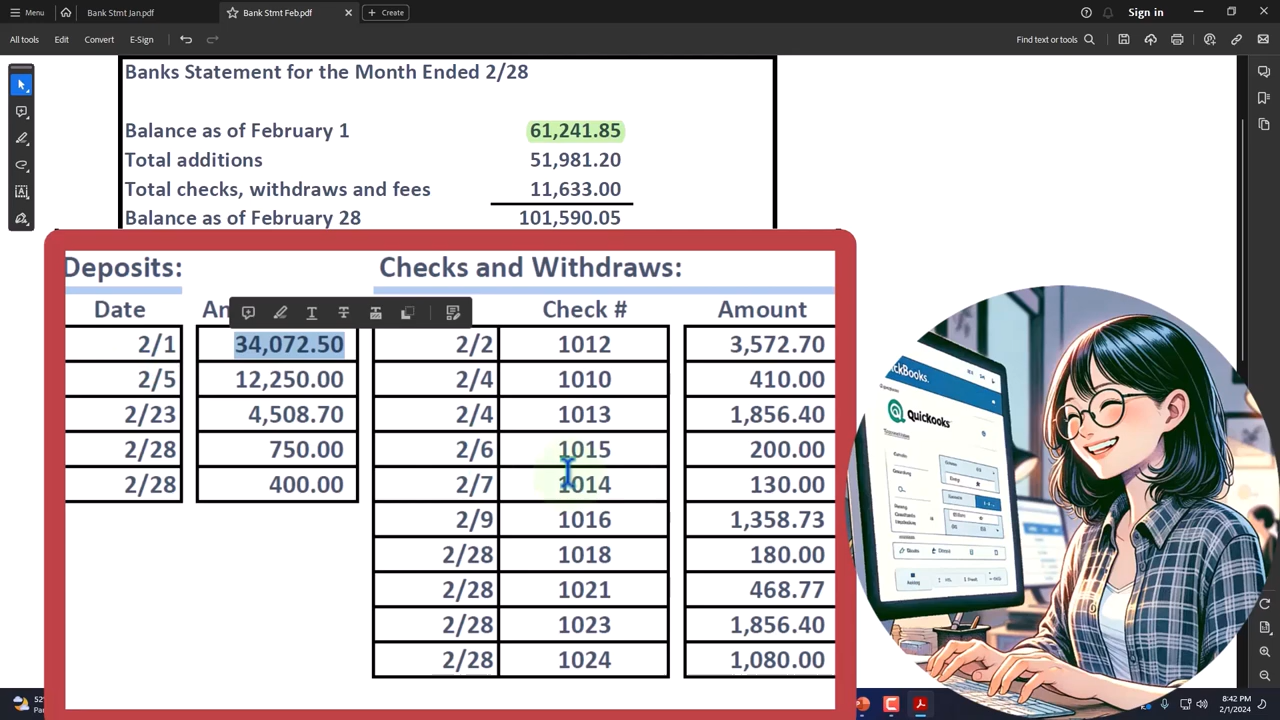 Menu
Bank Stmt Jan.pdf
Bank Stmt Feb.pdf
Create
Sign in
All tools
Edit
Convert
E-Sign
Find text or tools
Banks Statement for the Month Ended 2/28
Balance as of February 1 61,241.85
Total additions 51,981.20
Total checks, withdraws and fees 11,633.00
Balance as of February 28 101,590.05
Deposits: Checks and Withdraws:
Date An Check # Amount
2/1 34,072.50 2/2 1012 3,572.70
2/5 12,250.00 2/4 1010 410.00
2/23 4,508.70 2/4 1013 1,856.40
2/28 750.00 2/6 1015 200.00
2/28 400.00 2/7 1014 130.00
2/9 1016 1,358.73
2/28 1018 180.00
2/28 1021 468.77
2/28 1023 1,856.40
2/28 1024 1,080.00
ckBooks.
QuicKooks
8:42 PM
2/1/2024